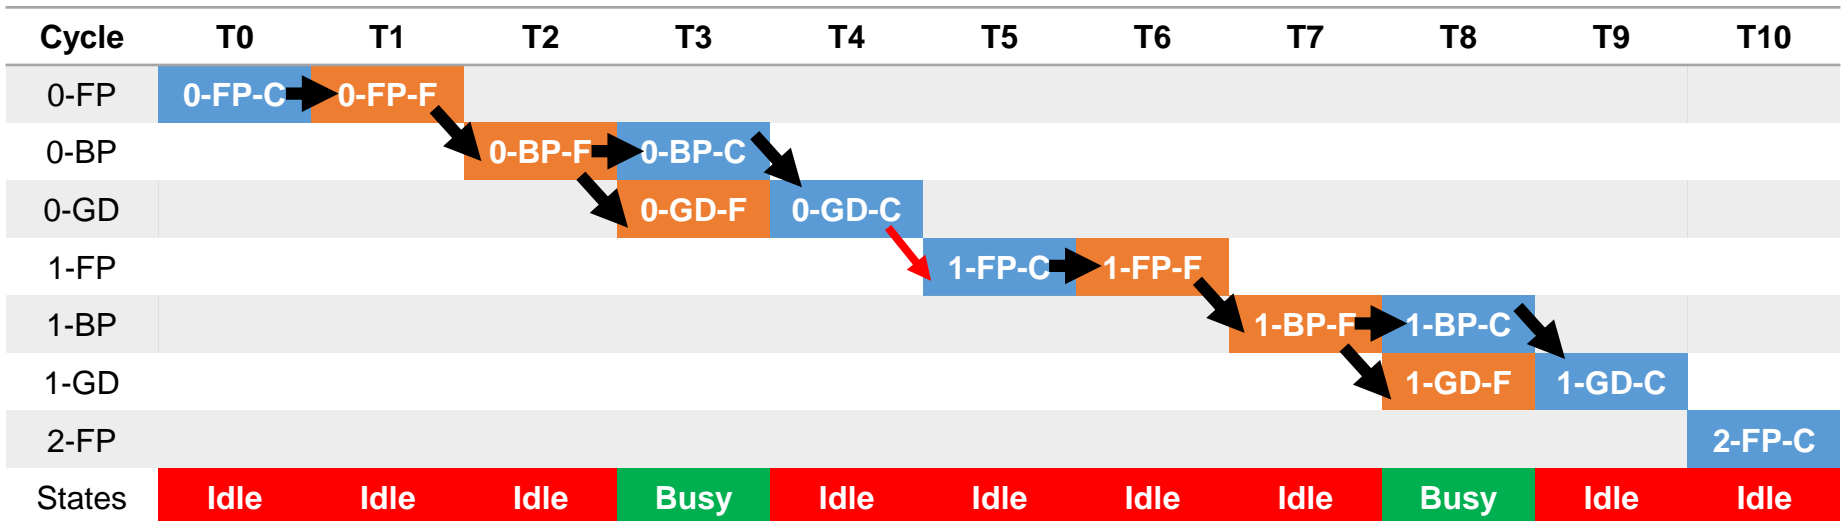 Cycle T0 T1 T2 T3 T4 T5 T6 T7 T8 T9 T10
0-FP 0-FP-C 0-FP-F
0-BP 0-BP-F 0-BP-C
0-GD 0-GD-F 0-GD-C
1-FP 1-FP-C 1-FP-F
1-BP 1-BP-F 1-BP-C
1-GD 1-GD-F 1-GD-C
2-FP 2-FP-C
States Idle Idle Idle Busy Idle Idle Idle Idle Busy Idle Idle